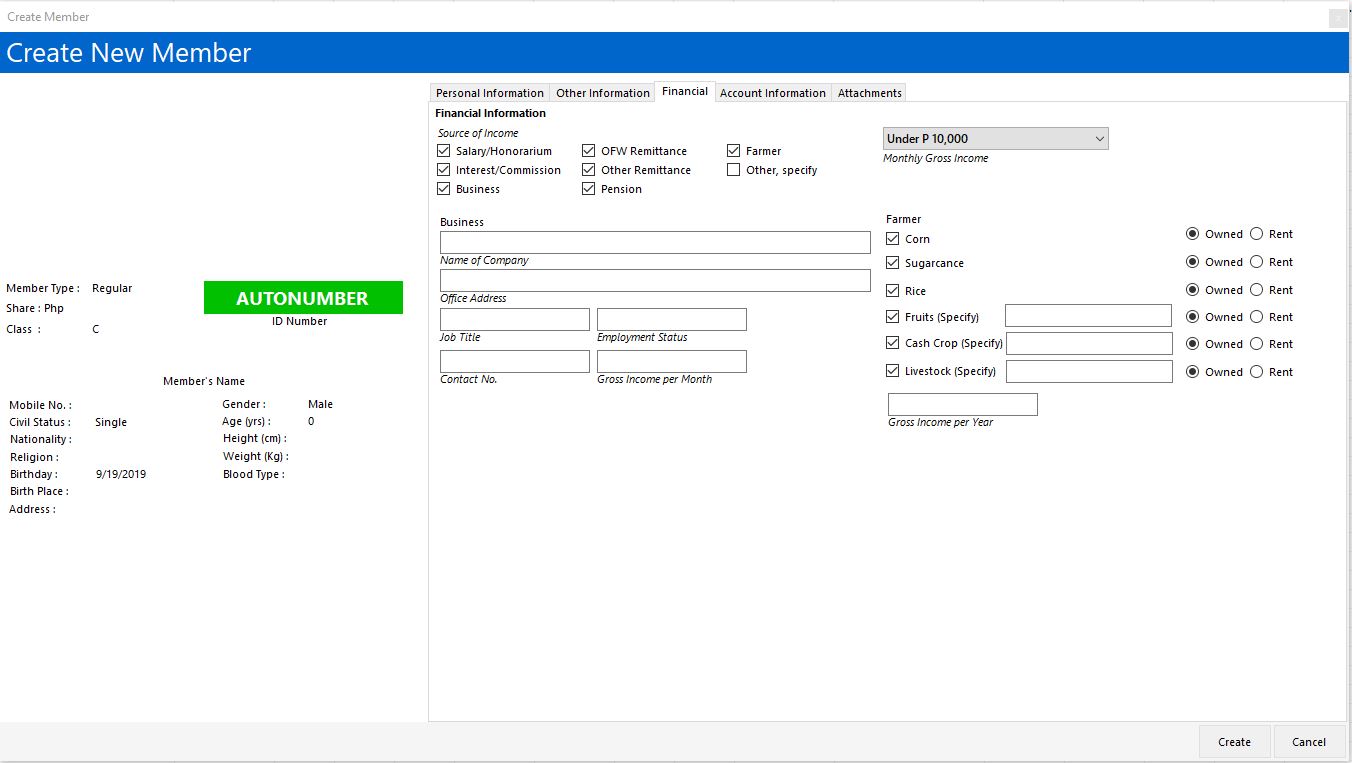 Create Member
x
Create New Member
Personal Information Other Information Financial Account Information Attachments
Financial Information
Source of Income
Salary/Honorarium OFW Remittance Farmer
Interest/Commission Other Remittance Other, specify
Business Pension
Under P 10,000
Monthly Gross Income
Business
Name of Company
Office Address
Job Title Employment Status
Contact No. Gross Income per Month
Farmer
Corn Owned Rent
Sugarcance Owned Rent
Rice Owned Rent
Fruits (Specify) Owned Rent
Cash Crop (Specify) Owned Rent
Livestock (Specify) Owned Rent
Gross Income per Year
Member Type : Regular
Share : Php
Class : C
AUTONUMBER
ID Number
Member's Name
Mobile No. :
Civil Status : Single
Nationality :
Religion :
Birthday : 9/19/2019
Birth Place :
Address :
Gender : Male
Age (yrs) : 0
Height (cm) :
Weight (Kg) :
Blood Type :
Create Cancel